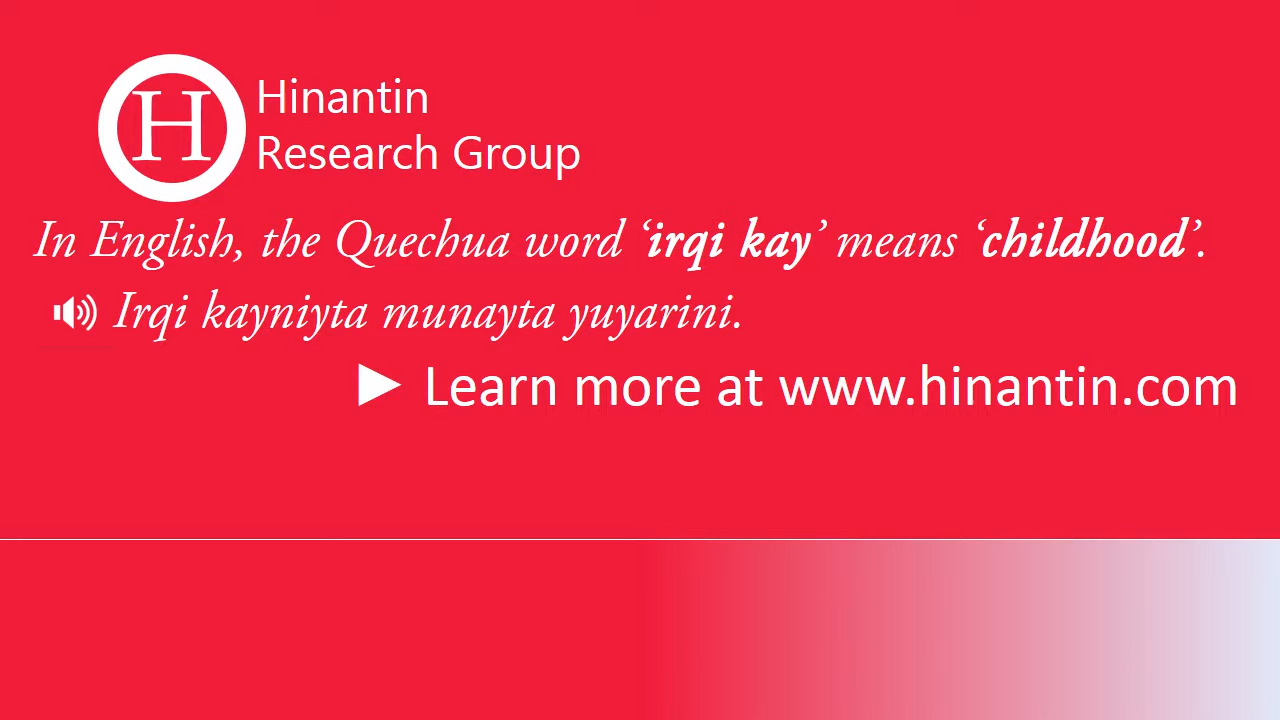 H
Hinantin
Research Group
In English, the Quechua word ‘irqi kay’ means ‘childhood’.
Irqi kayniyta munayta yuyarini.
► Learn more at www.hinantin.com